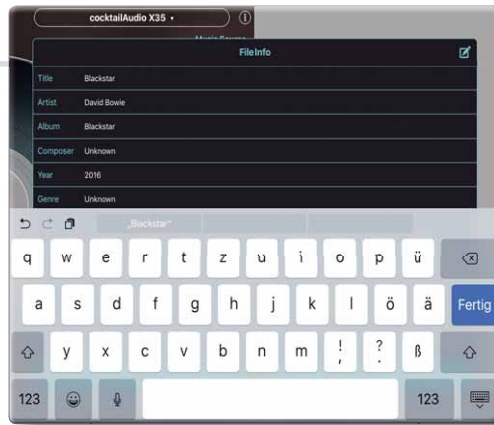 cocktailAudio X35
Music Source
FileInfo
Title Blackstar
Artist David Bowie
Album Blackstar
Composer Unknown
Year 2016
Genre Unknown
„Blackstar“
q w e r t z u i o p ü
a s d f g h j k l ö ä Fertig
y x c v b n m ! , ? . ß
123 123